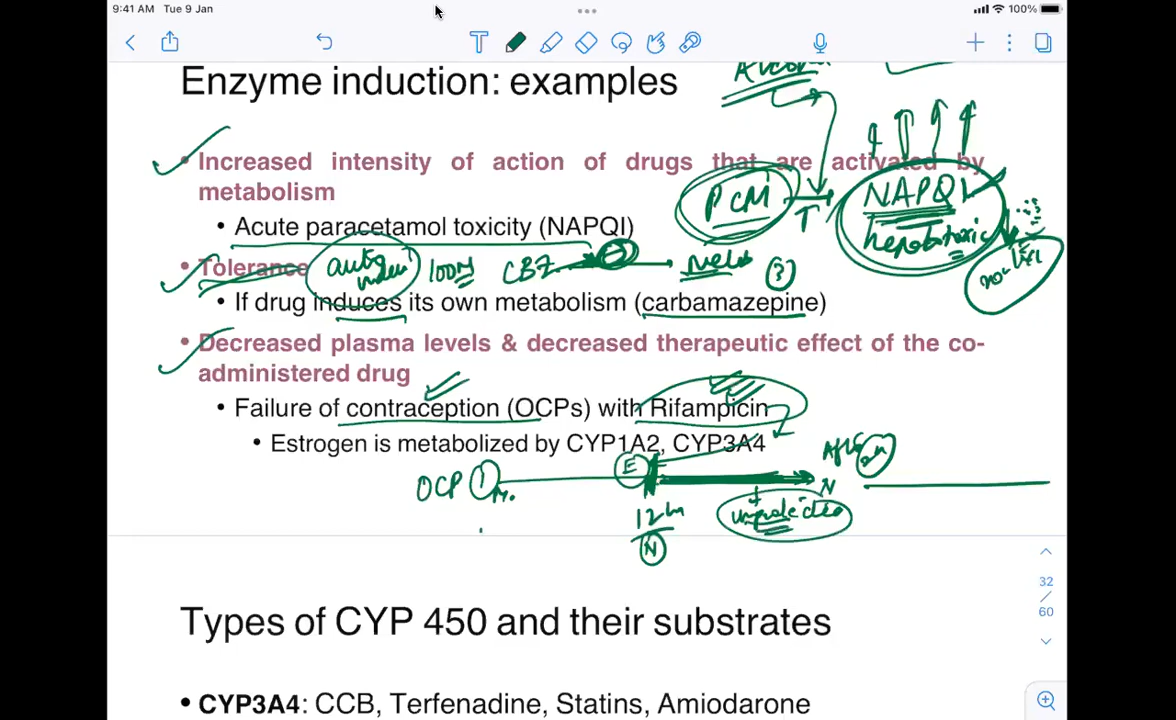 9:41 AM Tue 9 Jan
100%
Enzyme induction: examples
• Increased intensity of action of drugs that are activated by
metabolism
PCM
NAPQI
hepatotoxic
• Acute paracetamol toxicity (NAPQI)
• Tolerance
auto
100M CBZ
• If drug induces its own metabolism (carbamazepine)
• Decreased plasma levels & decreased therapeutic effect of the co-
administered drug
• Failure of contraception (OCPs) with Rifampicin
• Estrogen is metabolized by CYP1A2, CYP3A4
E
OCP
N
12h
N
unprotected
32
/
60
Types of CYP 450 and their substrates
• CYP3A4: CCB, Terfenadine, Statins, Amiodarone